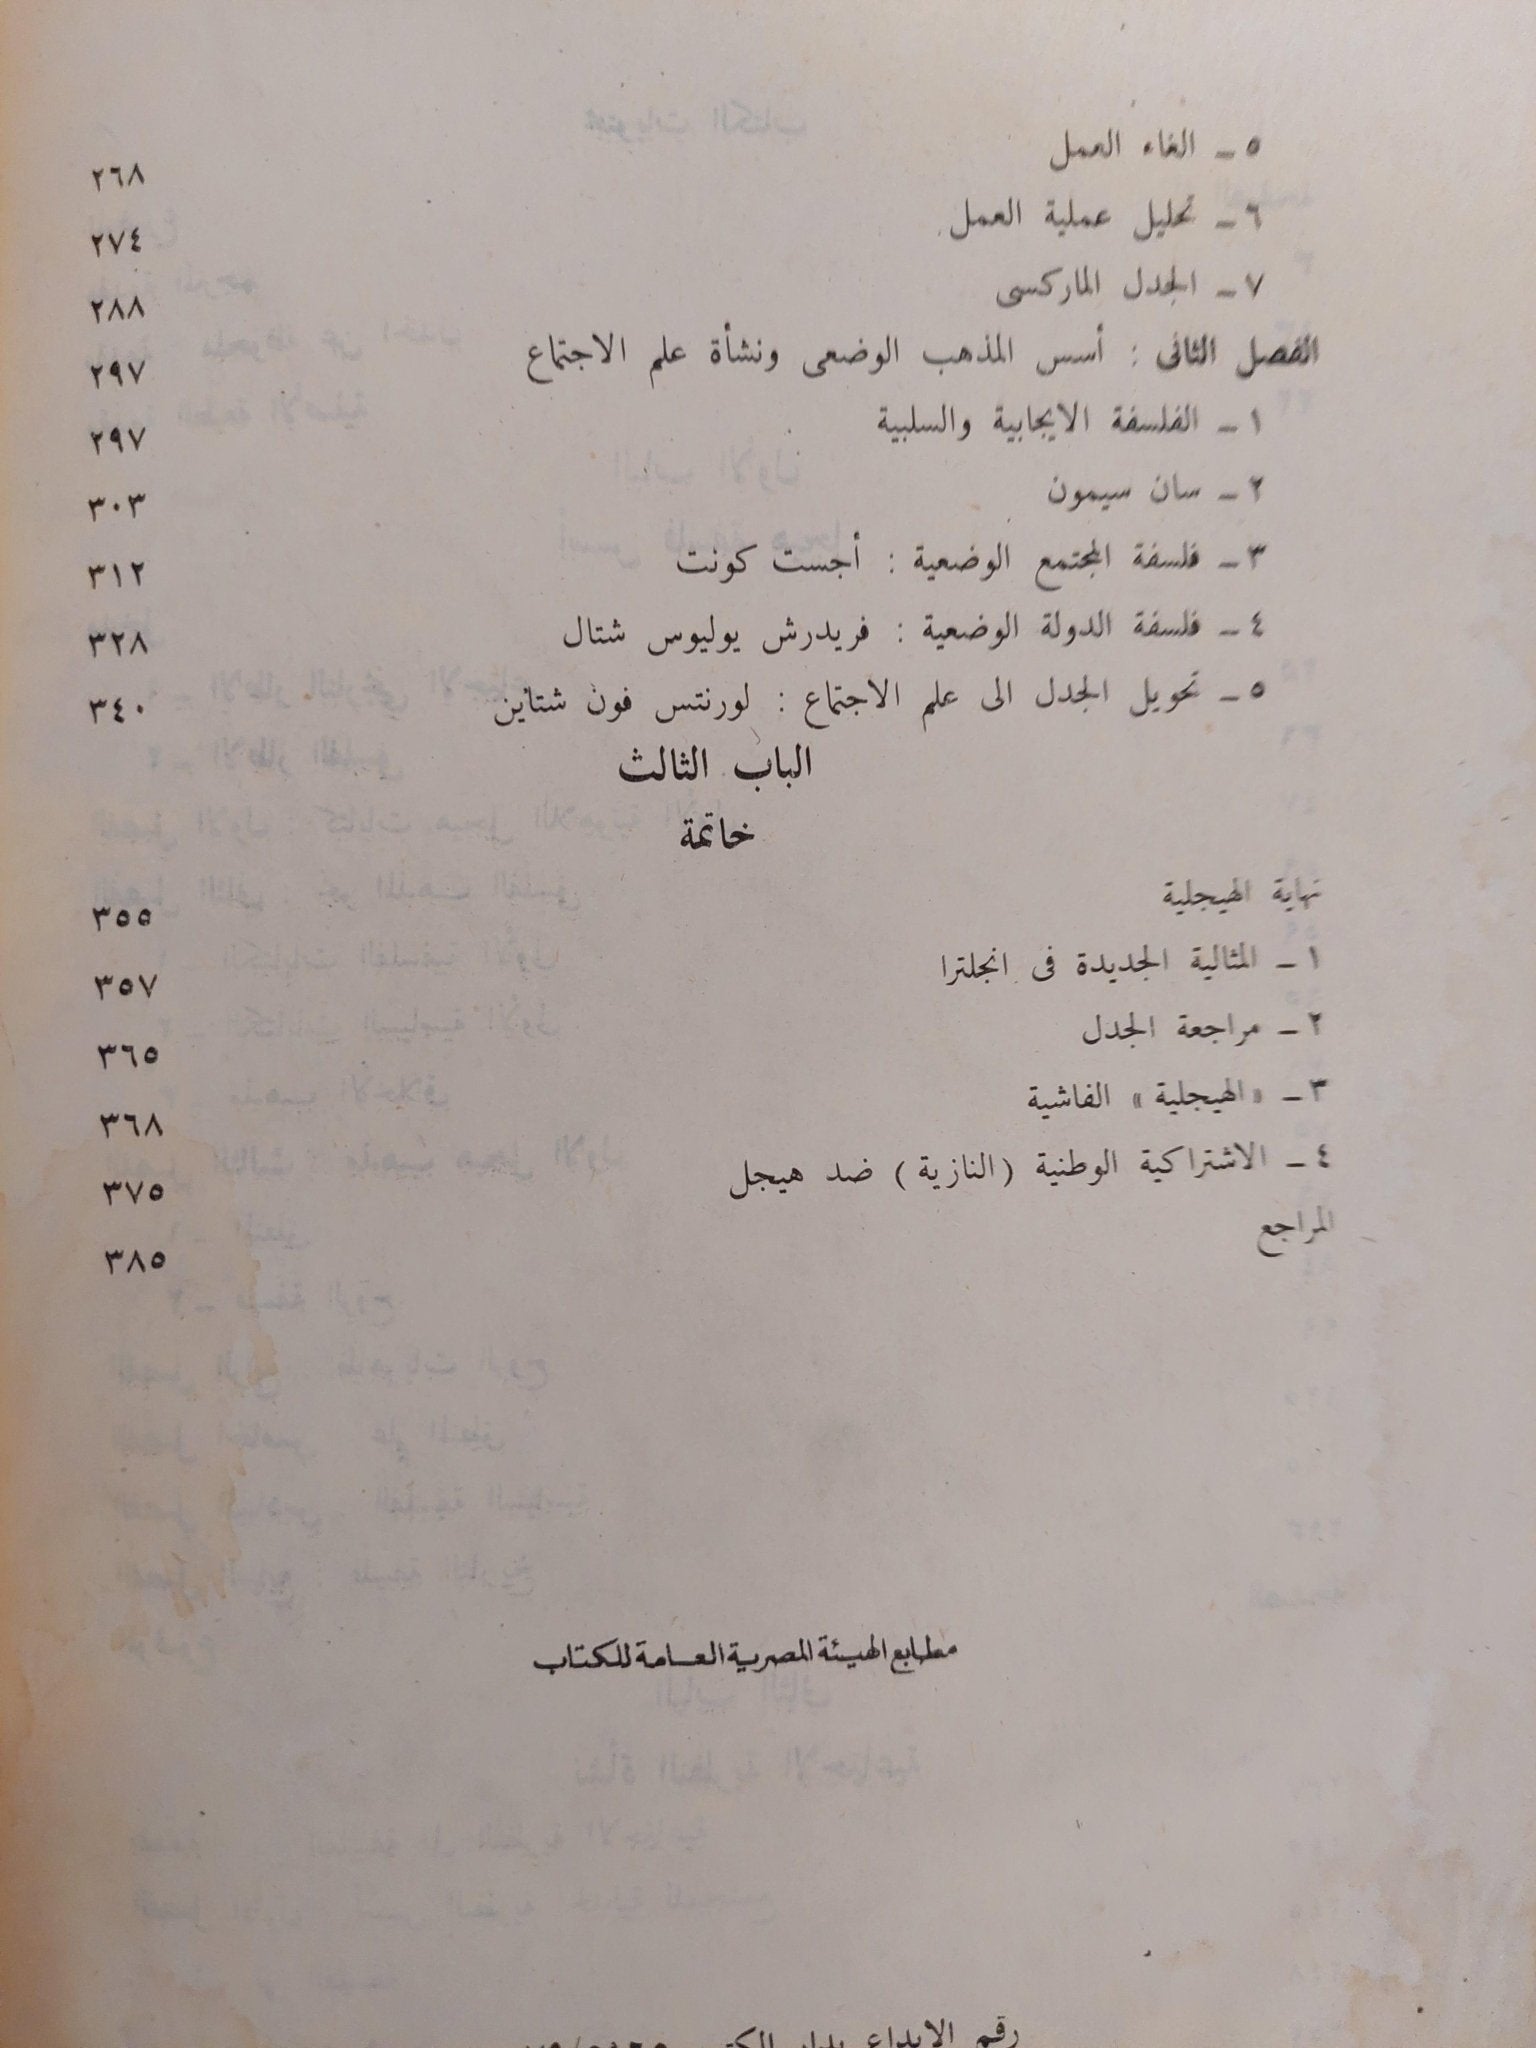 ٥ ـ الغاء العمل ٢٦٨
٦ ـ تحليل عملية العمل ٢٧٤
٧ ـ الجدل الماركسى ٢٨٨
الفصل الثانى : أسس المذهب الوضعى ونشأة علم الاجتماع ٢٩٧
١ ـ الفلسفة الايجابية والسلبية ٢٩٧
٢ ـ سان سيمون ٣٠٣
٣ ـ فلسفة المجتمع الوضعية : أجست كونت ٣١٢
٤ ـ فلسفة الدولة الوضعية : فريدرش يوليوس شتال ٣٢٨
٥ ـ تحويل الجدل الى علم الاجتماع : لورنتس فون شتاين ٣٤٠
الباب الثالث
خاتمة
نهاية الهيجلية ٣٥٥
١ ـ المثالية الجديدة فى انجلترا ٣٥٧
٢ ـ مراجعة الجدل ٣٦٥
٣ ـ « الهيجلية » الفاشية ٣٦٨
٤ ـ الاشتراكية الوطنية ( النازية ) ضد هيجل ٣٧٥
المراجع ٣٨٥
مطابع الهيئة المصرية العامة للكتاب
رقم الايداع بدار الكتب